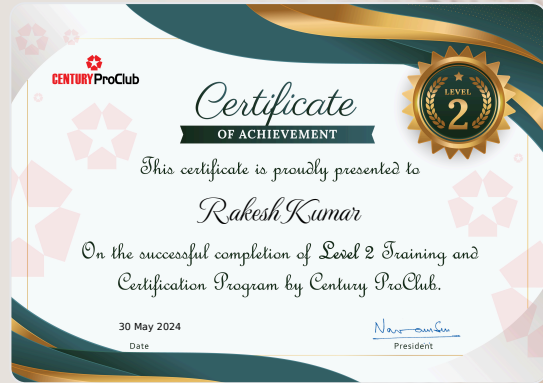 CENTURY ProClub
Certificate
OF ACHIEVEMENT
LEVEL
2
This certificate is proudly presented to
Rakesh Kumar
On the successful completion of Level 2 Training and
Certification Program by Century ProClub.
30 May 2024
Date
President